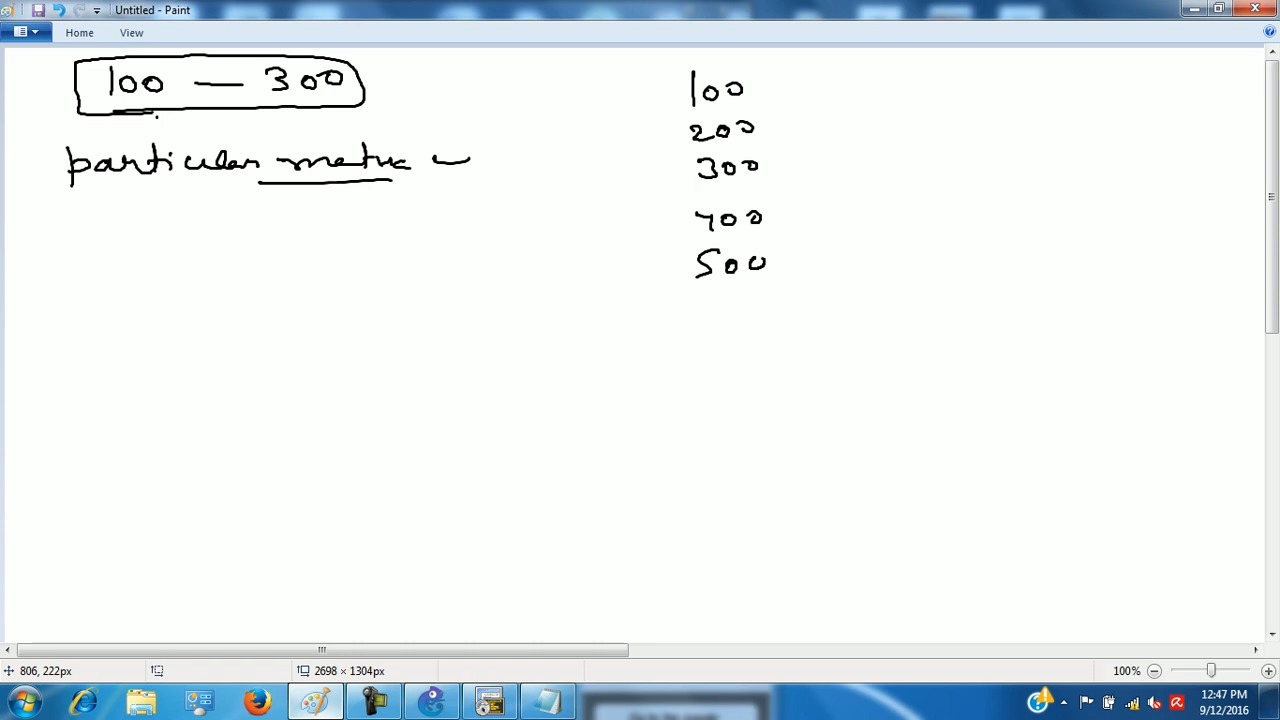 Untitled - Paint
Home View
100 — 300
particular metric
100
200
300
400
500
806, 222px
2698 × 1304px
100%
12:47 PM
9/12/2016